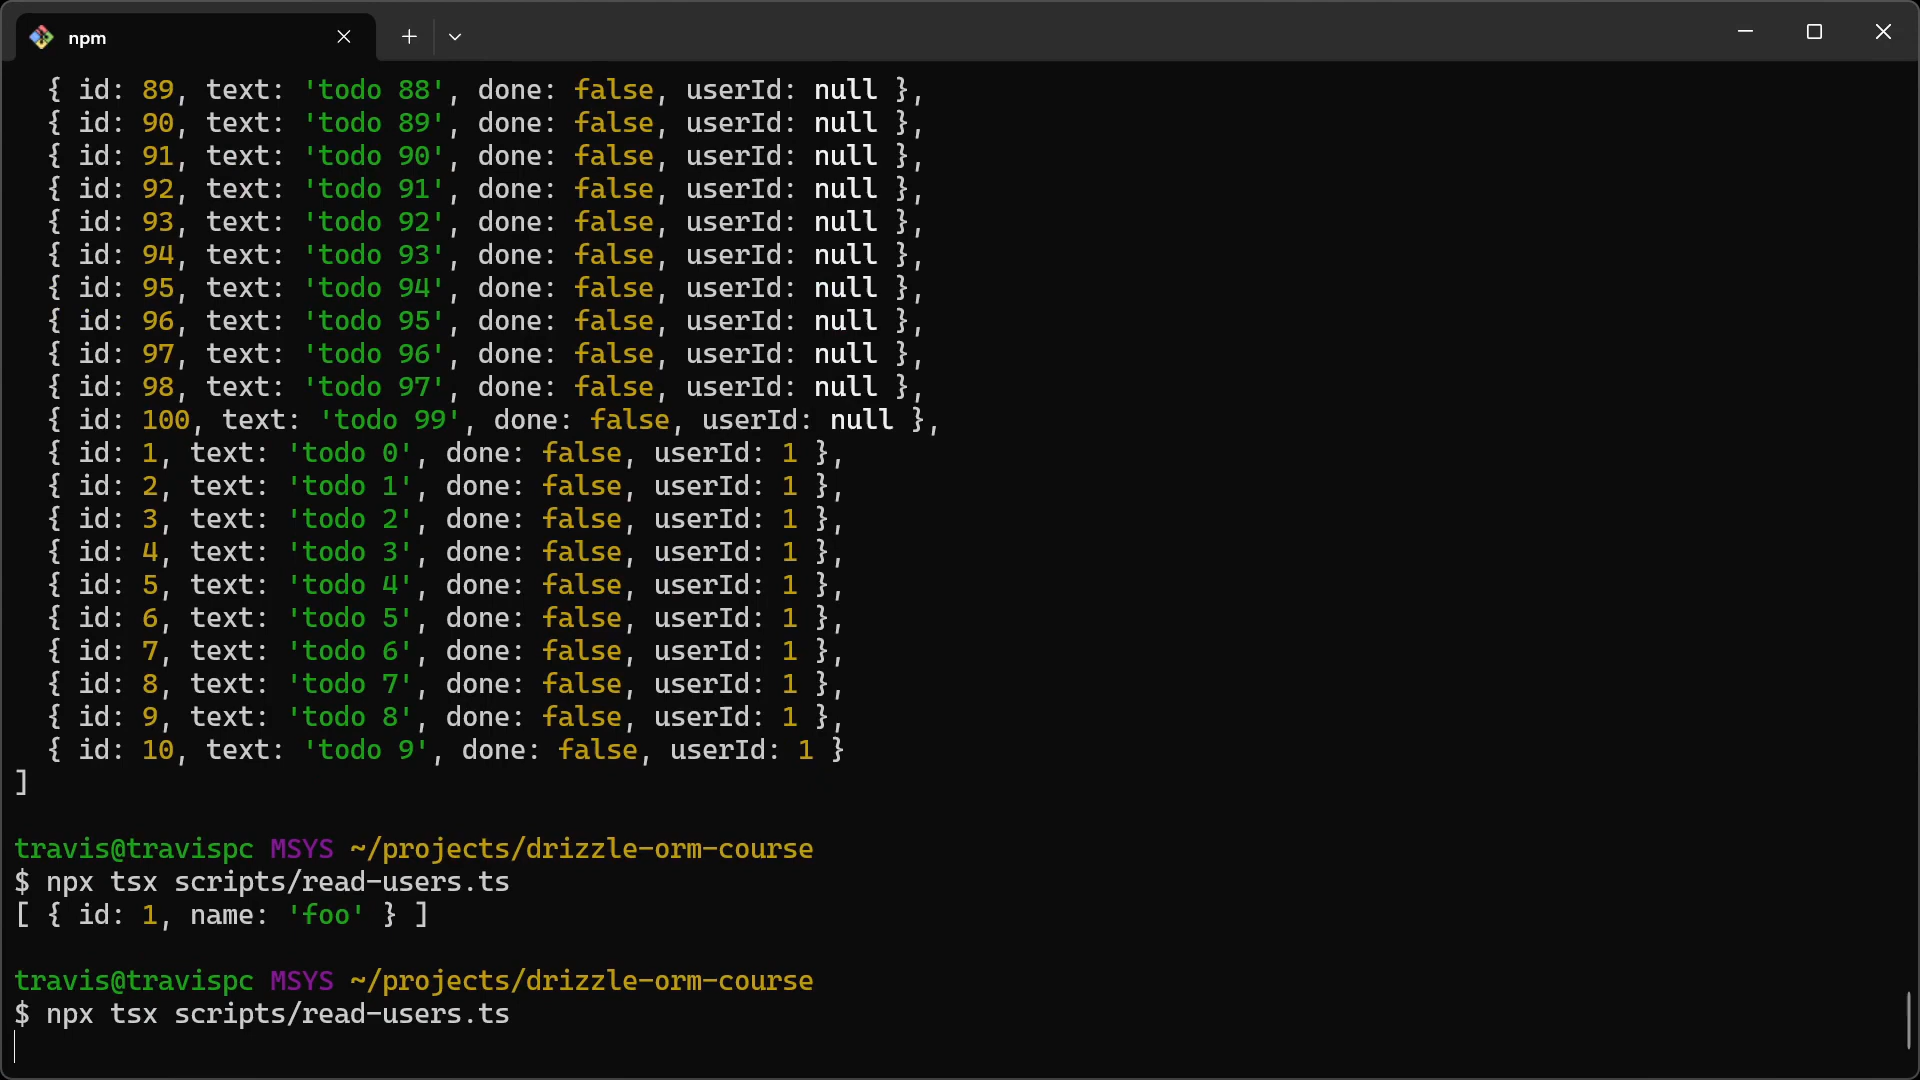 npm
{ id: 89, text: 'todo 88', done: false, userId: null },
{ id: 90, text: 'todo 89', done: false, userId: null },
{ id: 91, text: 'todo 90', done: false, userId: null },
{ id: 92, text: 'todo 91', done: false, userId: null },
{ id: 93, text: 'todo 92', done: false, userId: null },
{ id: 94, text: 'todo 93', done: false, userId: null },
{ id: 95, text: 'todo 94', done: false, userId: null },
{ id: 96, text: 'todo 95', done: false, userId: null },
{ id: 97, text: 'todo 96', done: false, userId: null },
{ id: 98, text: 'todo 97', done: false, userId: null },
{ id: 100, text: 'todo 99', done: false, userId: null },
{ id: 1, text: 'todo 0', done: false, userId: 1 },
{ id: 2, text: 'todo 1', done: false, userId: 1 },
{ id: 3, text: 'todo 2', done: false, userId: 1 },
{ id: 4, text: 'todo 3', done: false, userId: 1 },
{ id: 5, text: 'todo 4', done: false, userId: 1 },
{ id: 6, text: 'todo 5', done: false, userId: 1 },
{ id: 7, text: 'todo 6', done: false, userId: 1 },
{ id: 8, text: 'todo 7', done: false, userId: 1 },
{ id: 9, text: 'todo 8', done: false, userId: 1 },
{ id: 10, text: 'todo 9', done: false, userId: 1 }
]
travis@travispc MSYS ~/projects/drizzle-orm-course
$ npx tsx scripts/read-users.ts
[ { id: 1, name: 'foo' } ]
travis@travispc MSYS ~/projects/drizzle-orm-course
$ npx tsx scripts/read-users.ts